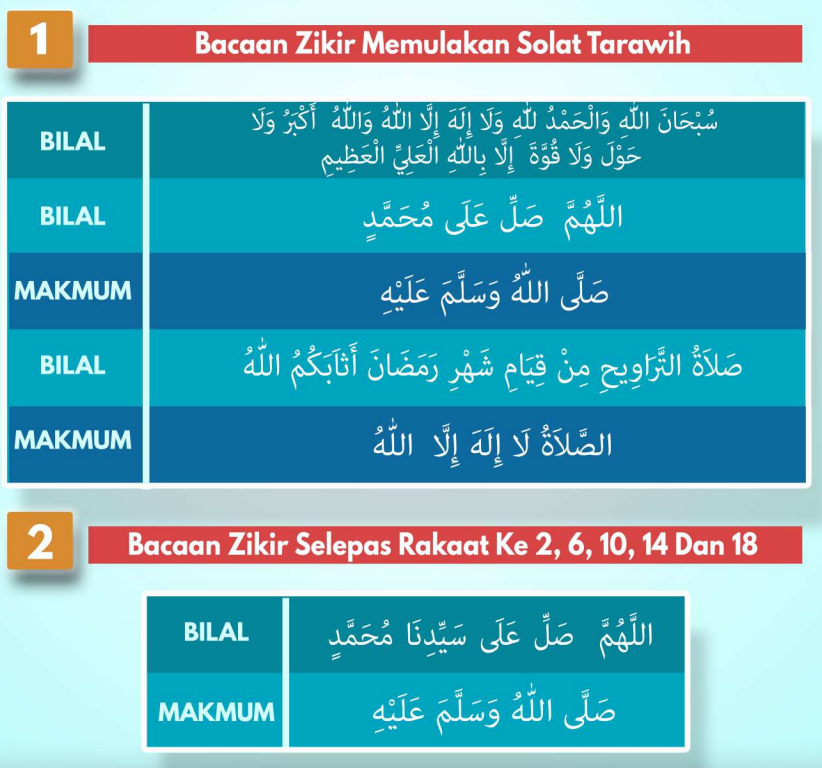 1
Bacaan Zikir Memulakan Solat Tarawih
BILAL
سُبْحَانَ اللَّهِ وَالْحَمْدُ لِلَّهِ وَلَا إِلَهَ إِلَّا اللَّهُ وَاللَّهُ أَكْبَرُ وَلَا
حَوْلَ وَلَا قُوَّةَ إِلَّا بِاللَّهِ الْعَلِيِّ الْعَظِيمِ
BILAL
اللَّهُمَّ صَلِّ عَلَى مُحَمَّدٍ
MAKMUM
صَلَّى اللَّهُ وَسَلَّمَ عَلَيْهِ
BILAL
صَلاَةُ التَّرَاوِيحِ مِنْ قِيَامِ شَهْرِ رَمَضَانَ أَثَابَكُمُ اللَّهُ
MAKMUM
الصَّلاَةُ لَا إِلَهَ إِلَّا اللَّهُ
2
Bacaan Zikir Selepas Rakaat Ke 2, 6, 10, 14 Dan 18
BILAL
اللَّهُمَّ صَلِّ عَلَى سَيِّدِنَا مُحَمَّدٍ
MAKMUM
صَلَّى اللَّهُ وَسَلَّمَ عَلَيْهِ